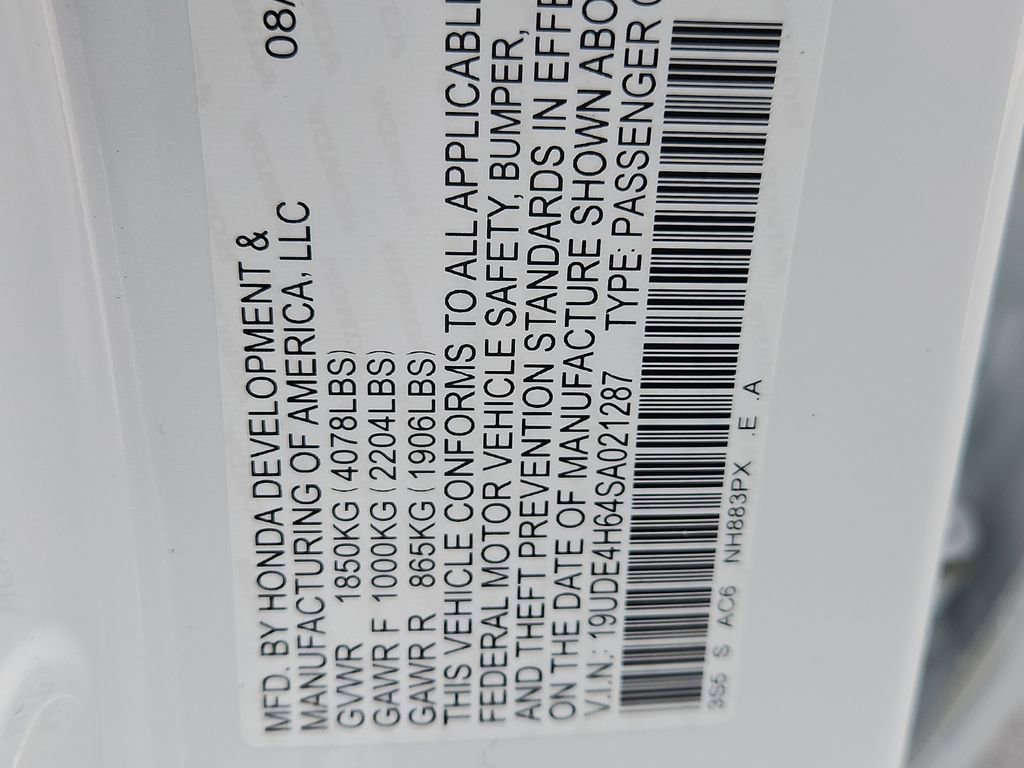 MFD. BY HONDA DEVELOPMENT &
MANUFACTURING OF AMERICA, LLC 08/
GVWR 1850KG (4078LBS)
GAWR F 1000KG (2204LBS)
GAWR R 865KG (1906LBS)
THIS VEHICLE CONFORMS TO ALL APPLICABLE
FEDERAL MOTOR VEHICLE SAFETY, BUMPER,
AND THEFT PREVENTION STANDARDS IN EFFE
ON THE DATE OF MANUFACTURE SHOWN ABO
V.I.N.: 19UDE4H64SA021287 TYPE: PASSENGER
3S5 S AC6 NH883PX .E .A